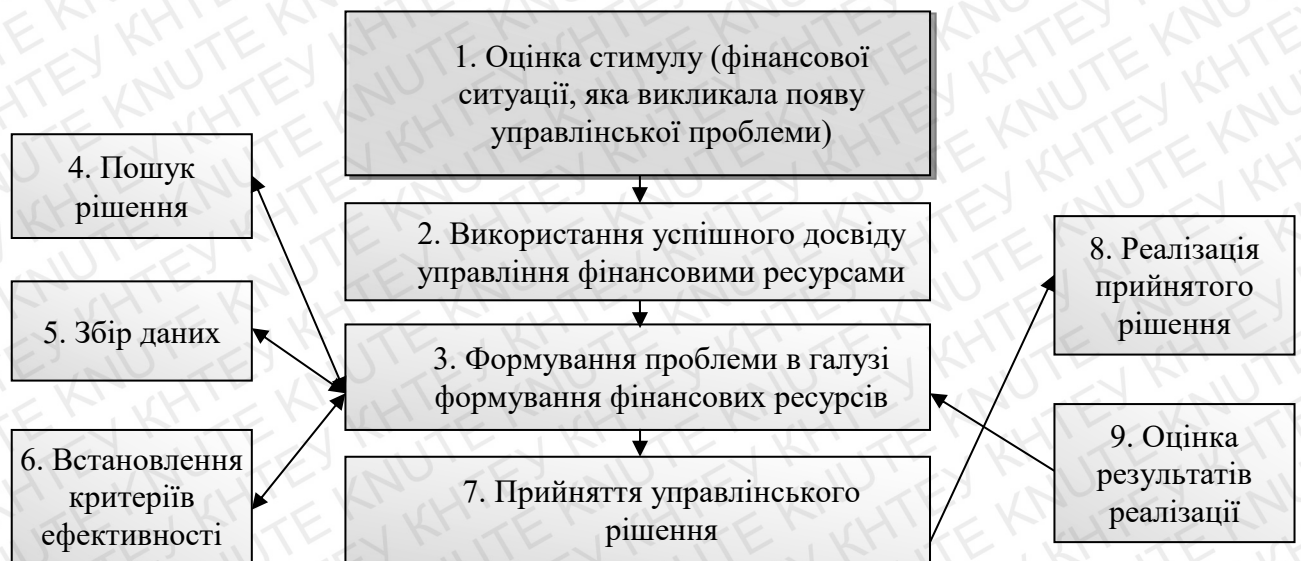 1. Оцінка стимулу (фінансової
ситуації, яка викликала появу
управлінської проблеми)
2. Використання успішного досвіду
управління фінансовими ресурсами
3. Формування проблеми в галузі
формування фінансових ресурсів
4. Пошук
рішення
5. Збір даних
6. Встановлення
критеріїв
ефективності
7. Прийняття управлінського
рішення
8. Реалізація
прийнятого
рішення
9. Оцінка
результатів
реалізації
КНТЕУ KNUTE